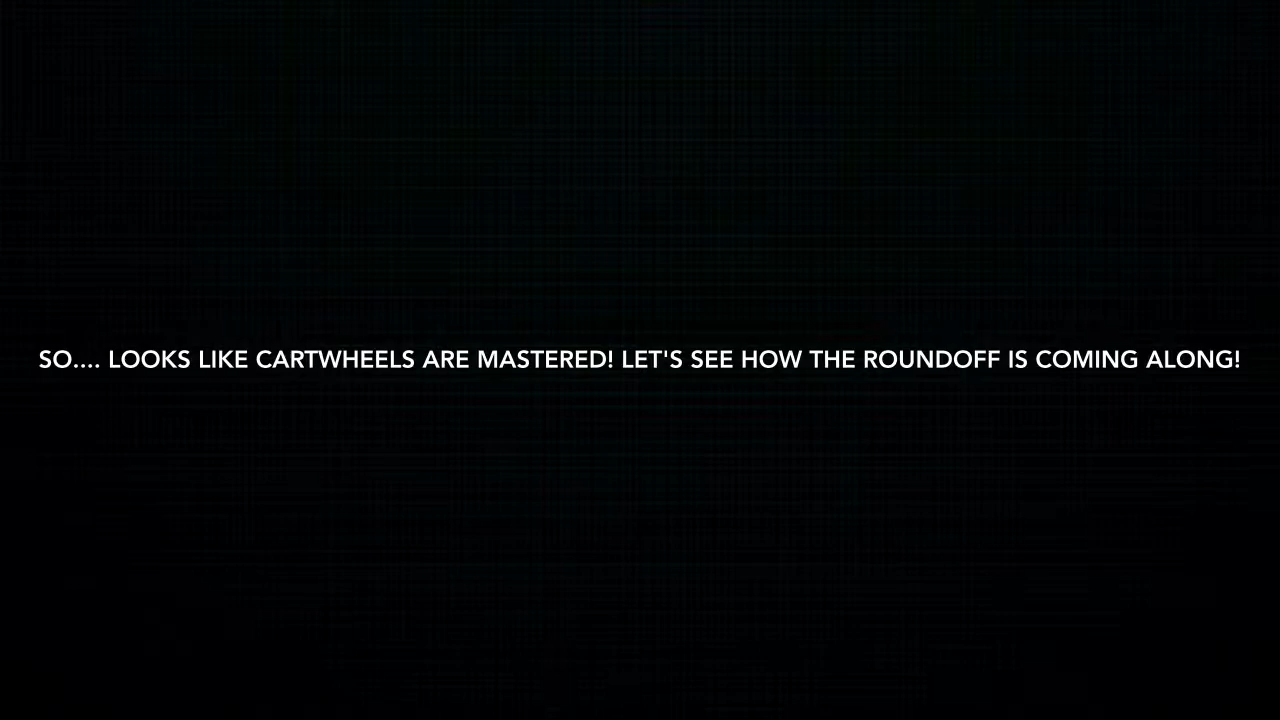 SO.... LOOKS LIKE CARTWHEELS ARE MASTERED! LET'S SEE HOW THE ROUNDOFF IS COMING ALONG!